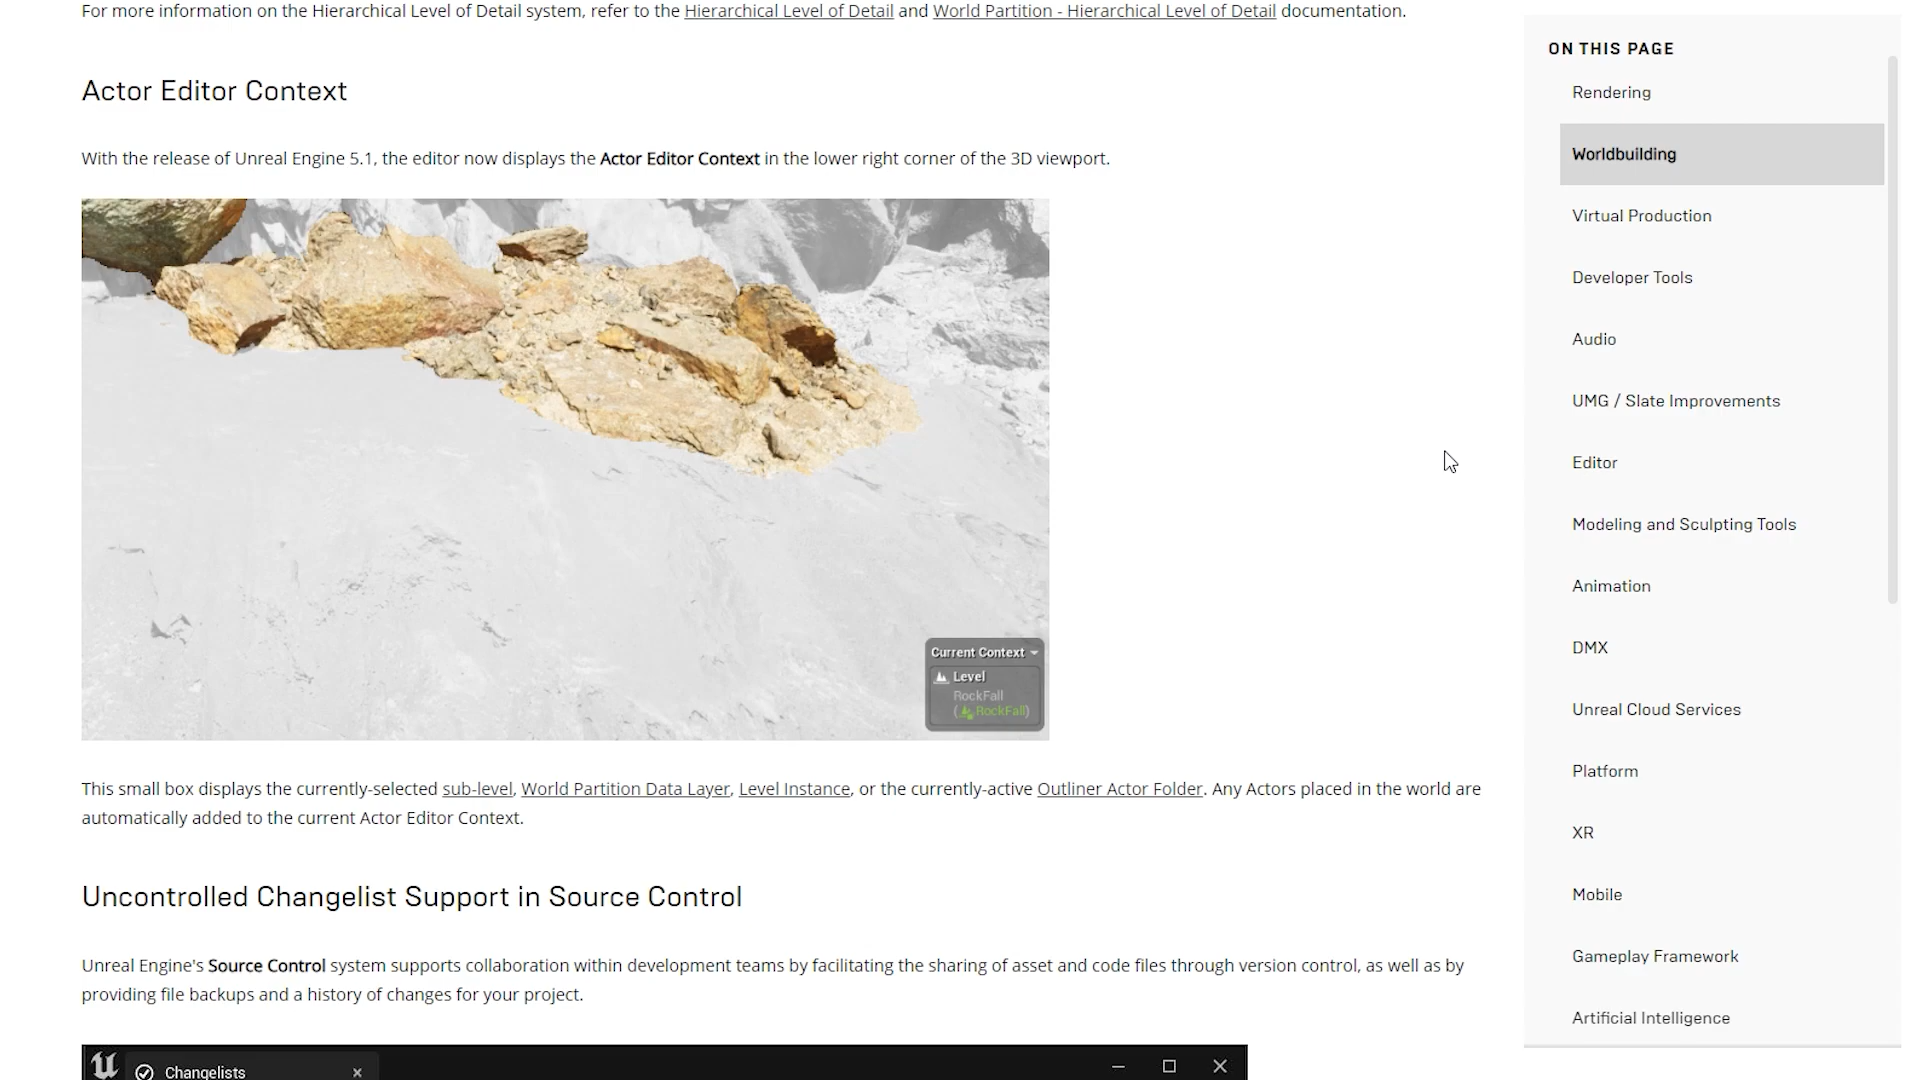 For more information on the Hierarchical Level of Detail system, refer to the Hierarchical Level of Detail and World Partition - Hierarchical Level of Detail documentation.
Actor Editor Context
With the release of Unreal Engine 5.1, the editor now displays the Actor Editor Context in the lower right corner of the 3D viewport.
Current Context
Level
RockFall
(RockFall)
This small box displays the currently-selected sub-level, World Partition Data Layer, Level Instance, or the currently-active Outliner Actor Folder. Any Actors placed in the world are
automatically added to the current Actor Editor Context.
Uncontrolled Changelist Support in Source Control
Unreal Engine's Source Control system supports collaboration within development teams by facilitating the sharing of asset and code files through version control, as well as by
providing file backups and a history of changes for your project.
Changelists
ON THIS PAGE
Rendering
Worldbuilding
Virtual Production
Developer Tools
Audio
UMG / Slate Improvements
Editor
Modeling and Sculpting Tools
Animation
DMX
Unreal Cloud Services
Platform
XR
Mobile
Gameplay Framework
Artificial Intelligence